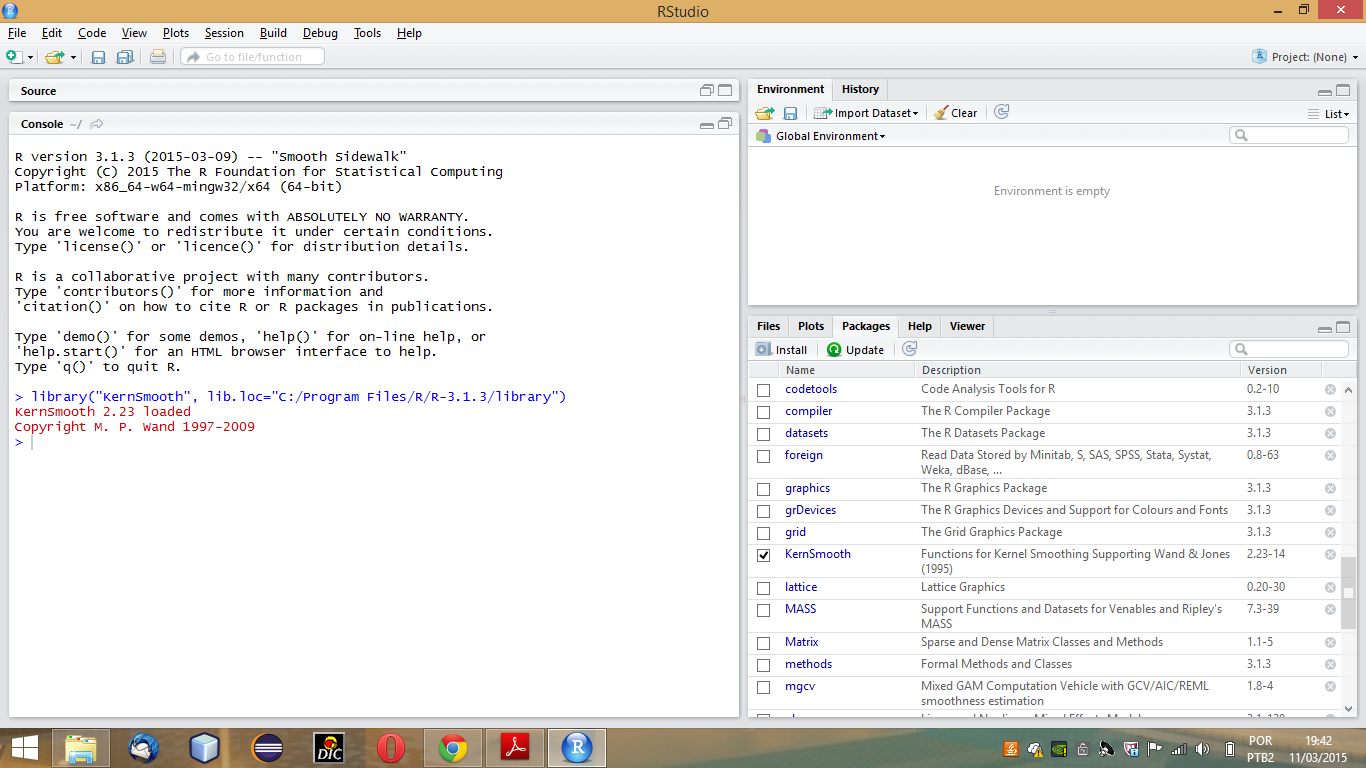 RStudio
File Edit Code View Plots Session Build Debug Tools Help
Go to file/function
Project: (None)
Source
Console ~/
R version 3.1.3 (2015-03-09) -- "Smooth Sidewalk"
Copyright (C) 2015 The R Foundation for Statistical Computing
Platform: x86_64-w64-mingw32/x64 (64-bit)
R is free software and comes with ABSOLUTELY NO WARRANTY.
You are welcome to redistribute it under certain conditions.
Type 'license()' or 'licence()' for distribution details.
R is a collaborative project with many contributors.
Type 'contributors()' for more information and
'citation()' on how to cite R or R packages in publications.
Type 'demo()' for some demos, 'help()' for on-line help, or
'help.start()' for an HTML browser interface to help.
Type 'q()' to quit R.
> library("KernSmooth", lib.loc="C:/Program Files/R/R-3.1.3/library")
KernSmooth 2.23 loaded
Copyright M. P. Wand 1997-2009
>
Environment History
Import Dataset Clear List
Global Environment
Environment is empty
Files Plots Packages Help Viewer
Install Update
Name Description Version
codetools Code Analysis Tools for R 0.2-10
compiler The R Compiler Package 3.1.3
datasets The R Datasets Package 3.1.3
foreign Read Data Stored by Minitab, S, SAS, SPSS, Stata, Systat, 0.8-63
Weka, dBase, ...
graphics The R Graphics Package 3.1.3
grDevices The R Graphics Devices and Support for Colours and Fonts 3.1.3
grid The Grid Graphics Package 3.1.3
KernSmooth Functions for Kernel Smoothing Supporting Wand & Jones 2.23-14
(1995)
lattice Lattice Graphics 0.20-30
MASS Support Functions and Datasets for Venables and Ripley's 7.3-39
MASS
Matrix Sparse and Dense Matrix Classes and Methods 1.1-5
methods Formal Methods and Classes 3.1.3
mgcv Mixed GAM Computation Vehicle with GCV/AIC/REML 1.8-4
smoothness estimation
DIC
R
POR 19:42
PTB2 11/03/2015